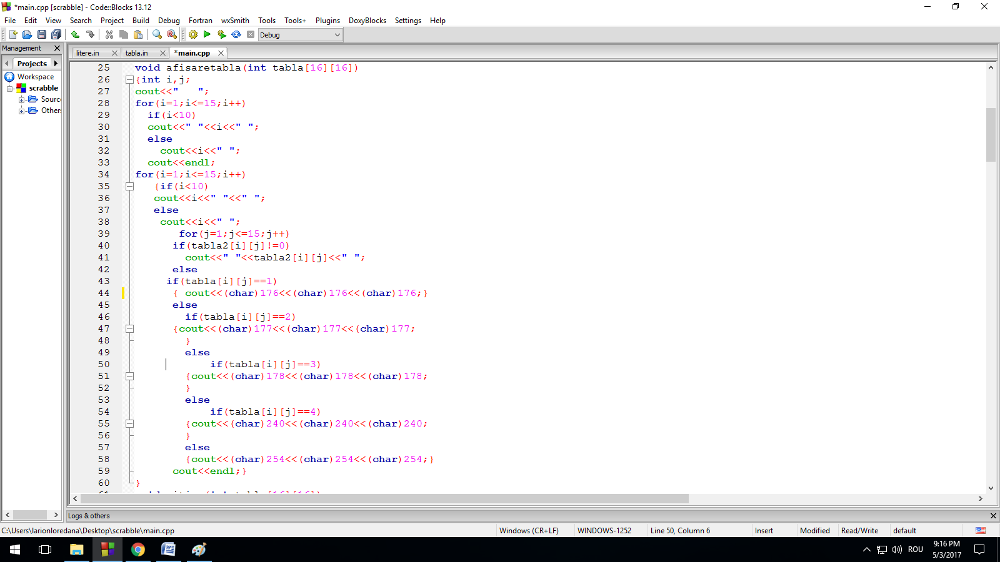 *main.cpp [scrabble] - Code::Blocks 13.12
File Edit View Search Project Build Debug Fortran wxSmith Tools Tools+ Plugins DoxyBlocks Settings Help
Debug
Management
Projects
Workspace
scrabble
Sourc
Others
litere.in
tabla.in
*main.cpp
25 void afisaretabla(int tabla[16][16])
26 {int i,j;
27 cout<<"   ";
28 for(i=1;i<=15;i++)
29   if(i<10)
30   cout<<" "<<i<<" ";
31   else
32     cout<<i<<" ";
33   cout<<endl;
34 for(i=1;i<=15;i++)
35    {if(i<10)
36    cout<<i<<" "<<" ";
37    else
38     cout<<i<<" ";
39        for(j=1;j<=15;j++)
40       if(tabla2[i][j]!=0)
41         cout<<" "<<tabla2[i][j]<<" ";
42       else
43      if(tabla[i][j]==1)
44       { cout<<(char)176<<(char)176<<(char)176;}
45       else
46         if(tabla[i][j]==2)
47       {cout<<(char)177<<(char)177<<(char)177;
48         }
49         else
50             if(tabla[i][j]==3)
51         {cout<<(char)178<<(char)178<<(char)178;
52         }
53         else
54             if(tabla[i][j]==4)
55         {cout<<(char)240<<(char)240<<(char)240;
56         }
57         else
58         {cout<<(char)254<<(char)254<<(char)254;}
59       cout<<endl;}
60 }
Logs & others
C:\Users\larionloredana\Desktop\scrabble\main.cpp
Windows (CR+LF)
WINDOWS-1252
Line 50, Column 6
Insert
Modified
Read/Write
default
ROU
9:16 PM
5/3/2017